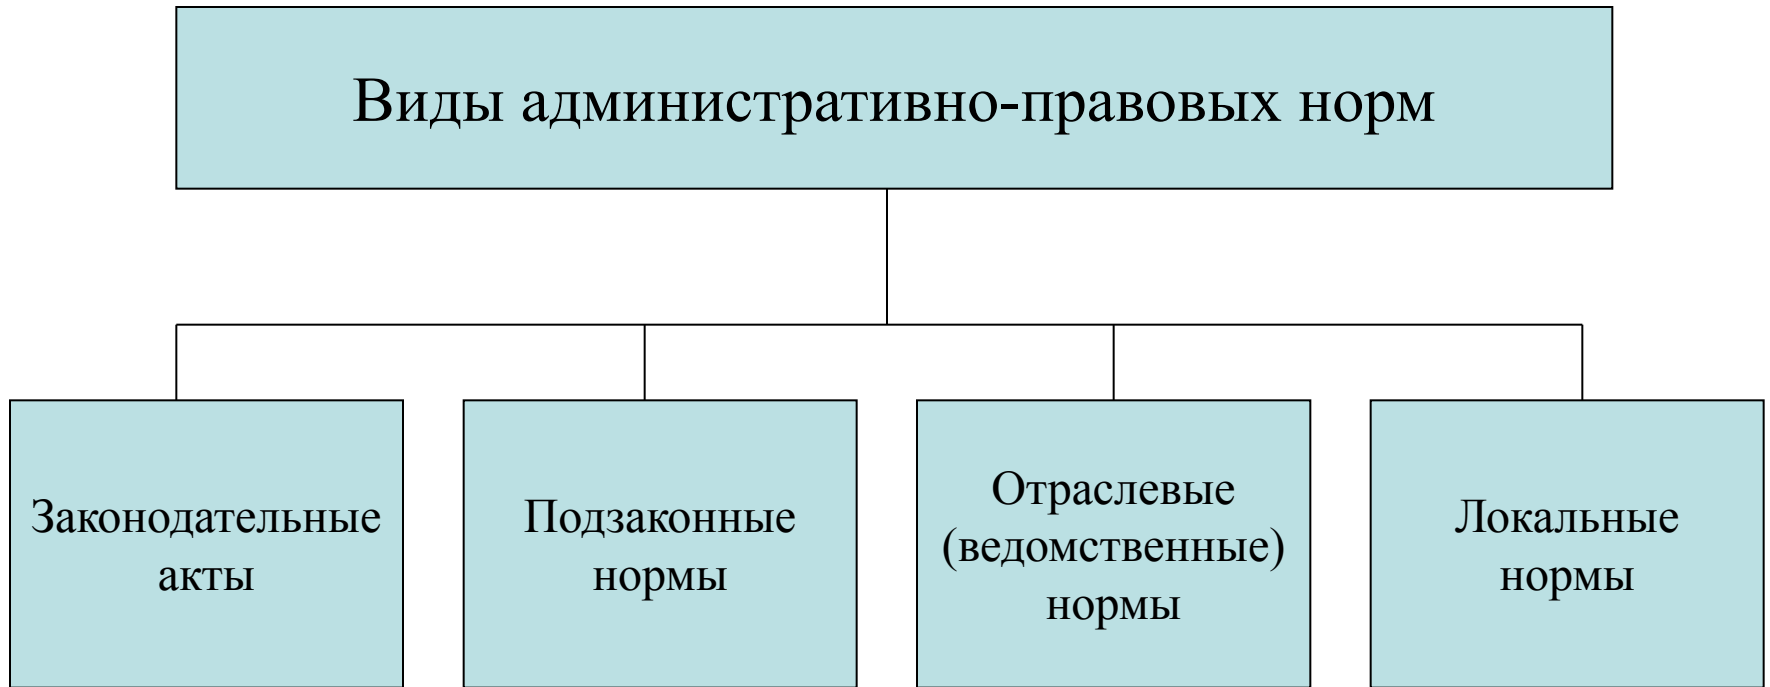 Виды административно-правовых норм
Законодательные
акты
Подзаконные
нормы
Отраслевые
(ведомственные)
нормы
Локальные
нормы